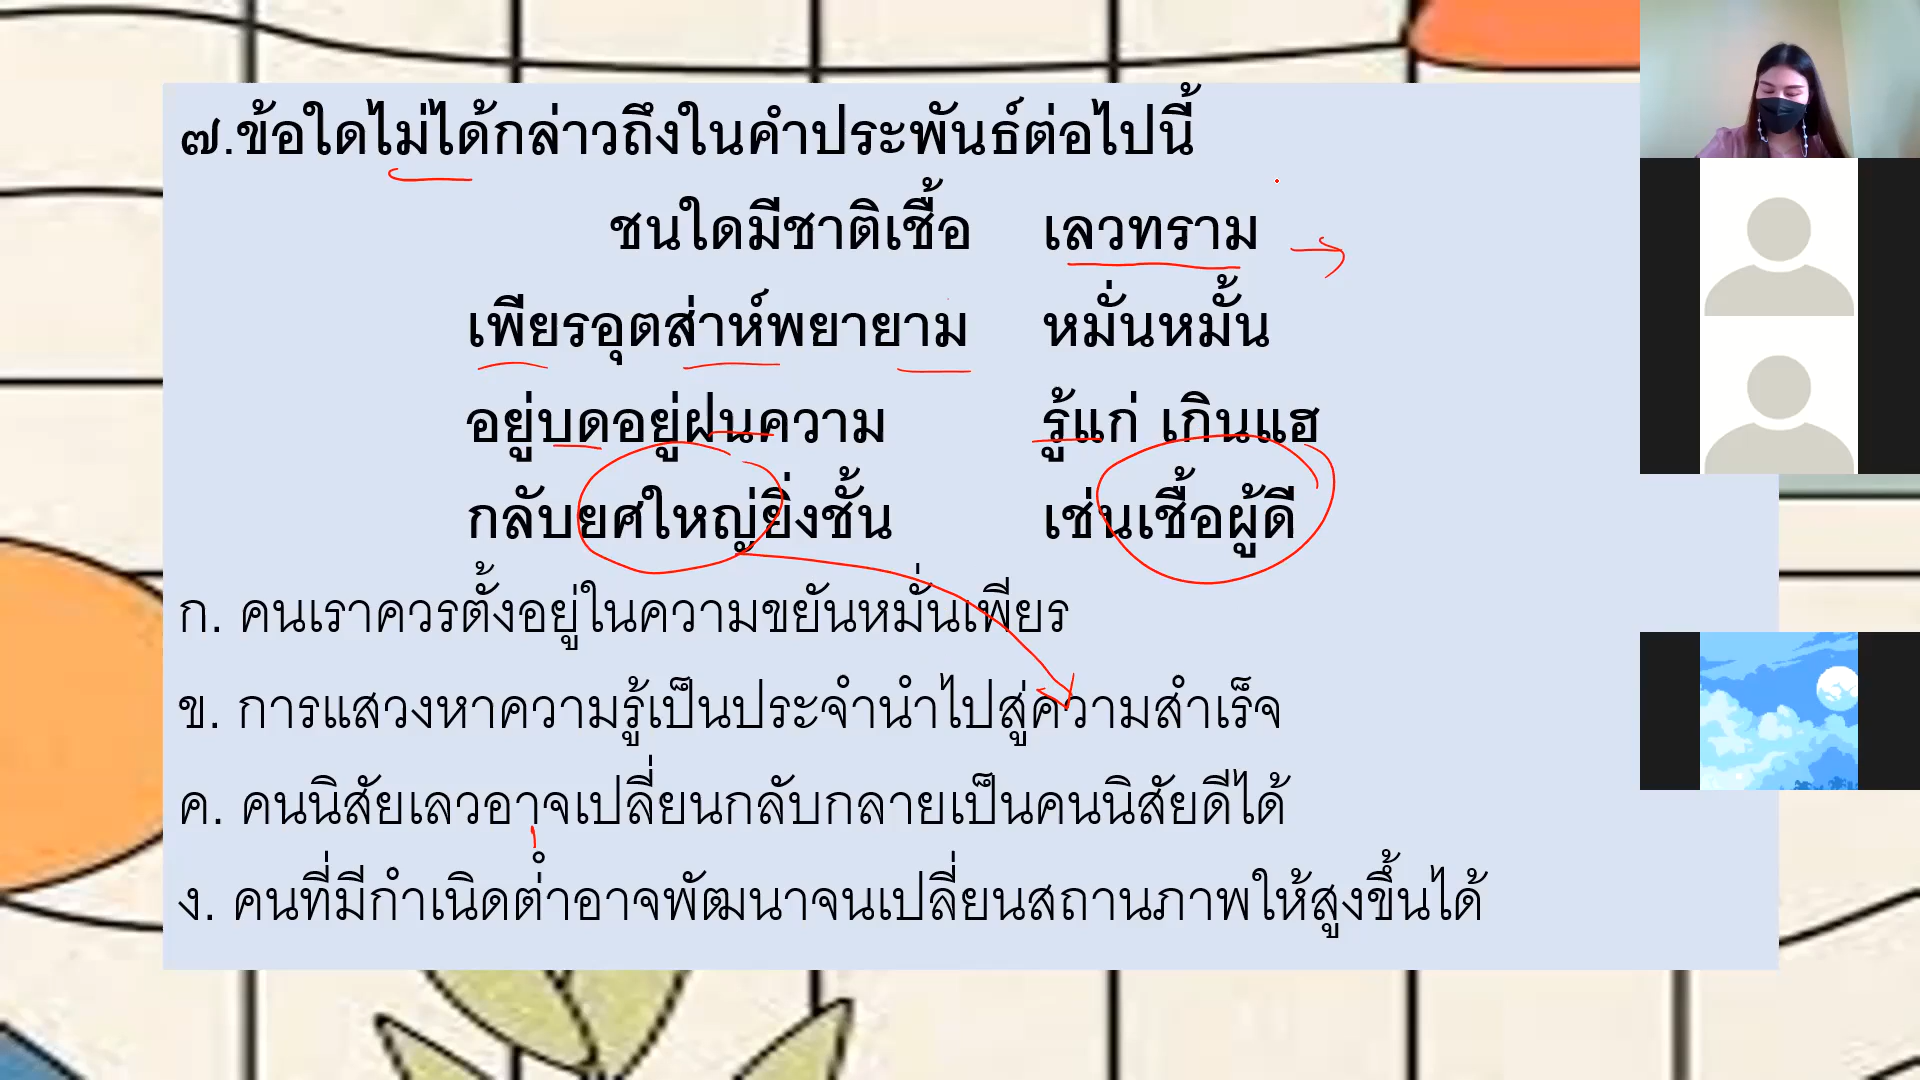 ๗.ข้อใดไม่ได้กล่าวถึงในคำประพันธ์ต่อไปนี้
ชนใดมีชาติเชื้อ เลวทราม
เพียรอุตส่าห์พยายาม หมั่นหมั้น
อยู่บดอยู่ฝนความ รู้แก่ เกินแฮ
กลับยศใหญ่ยิ่งชั้น เช่นเชื้อผู้ดี
ก. คนเราควรตั้งอยู่ในความขยันหมั่นเพียร
ข. การแสวงหาความรู้เป็นประจำนำไปสู่ความสำเร็จ
ค. คนนิสัยเลวอาจเปลี่ยนกลับกลายเป็นคนนิสัยดีได้
ง. คนที่มีกำเนิดต่ำอาจพัฒนาจนเปลี่ยนสถานภาพให้สูงขึ้นได้